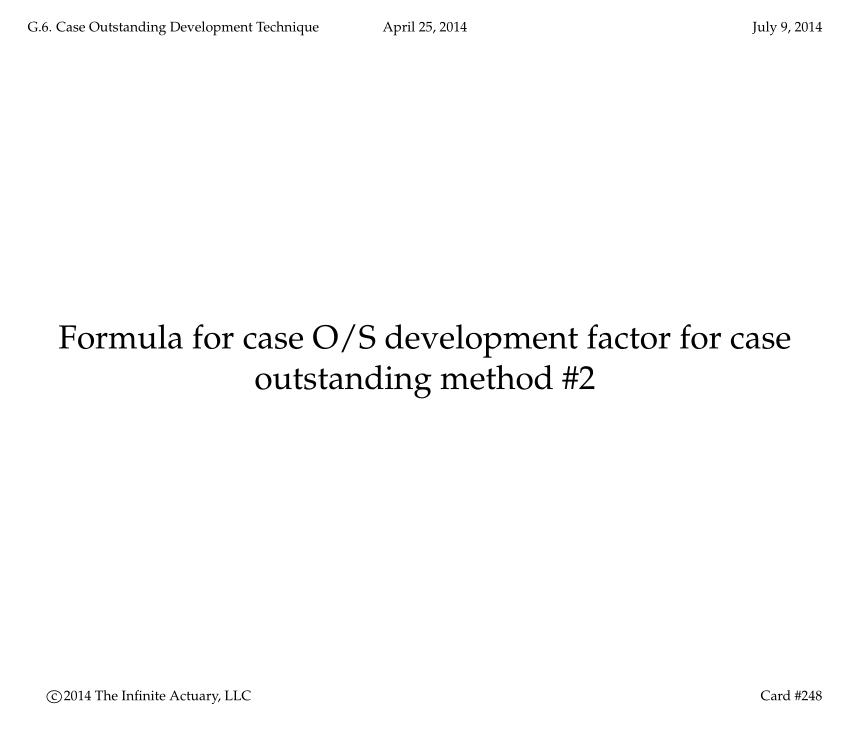 G.6. Case Outstanding Development Technique April 25, 2014 July 9, 2014
Formula for case O/S development factor for case
outstanding method #2
©2014 The Infinite Actuary, LLC Card #248